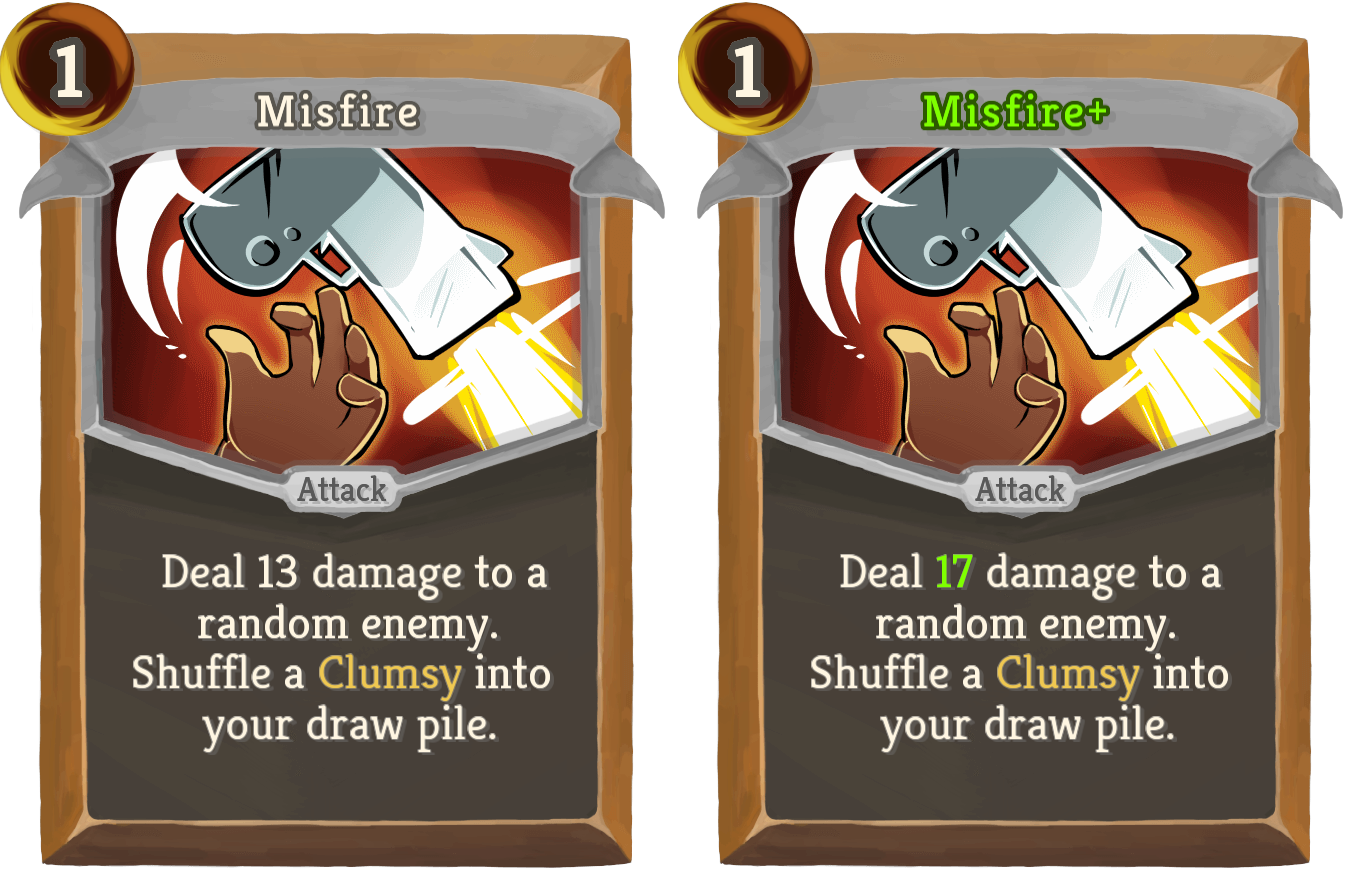 1
Misfire
Attack
Deal 13 damage to a
random enemy.
Shuffle a Clumsy into
your draw pile.
1
Misfire+
Attack
Deal 17 damage to a
random enemy.
Shuffle a Clumsy into
your draw pile.